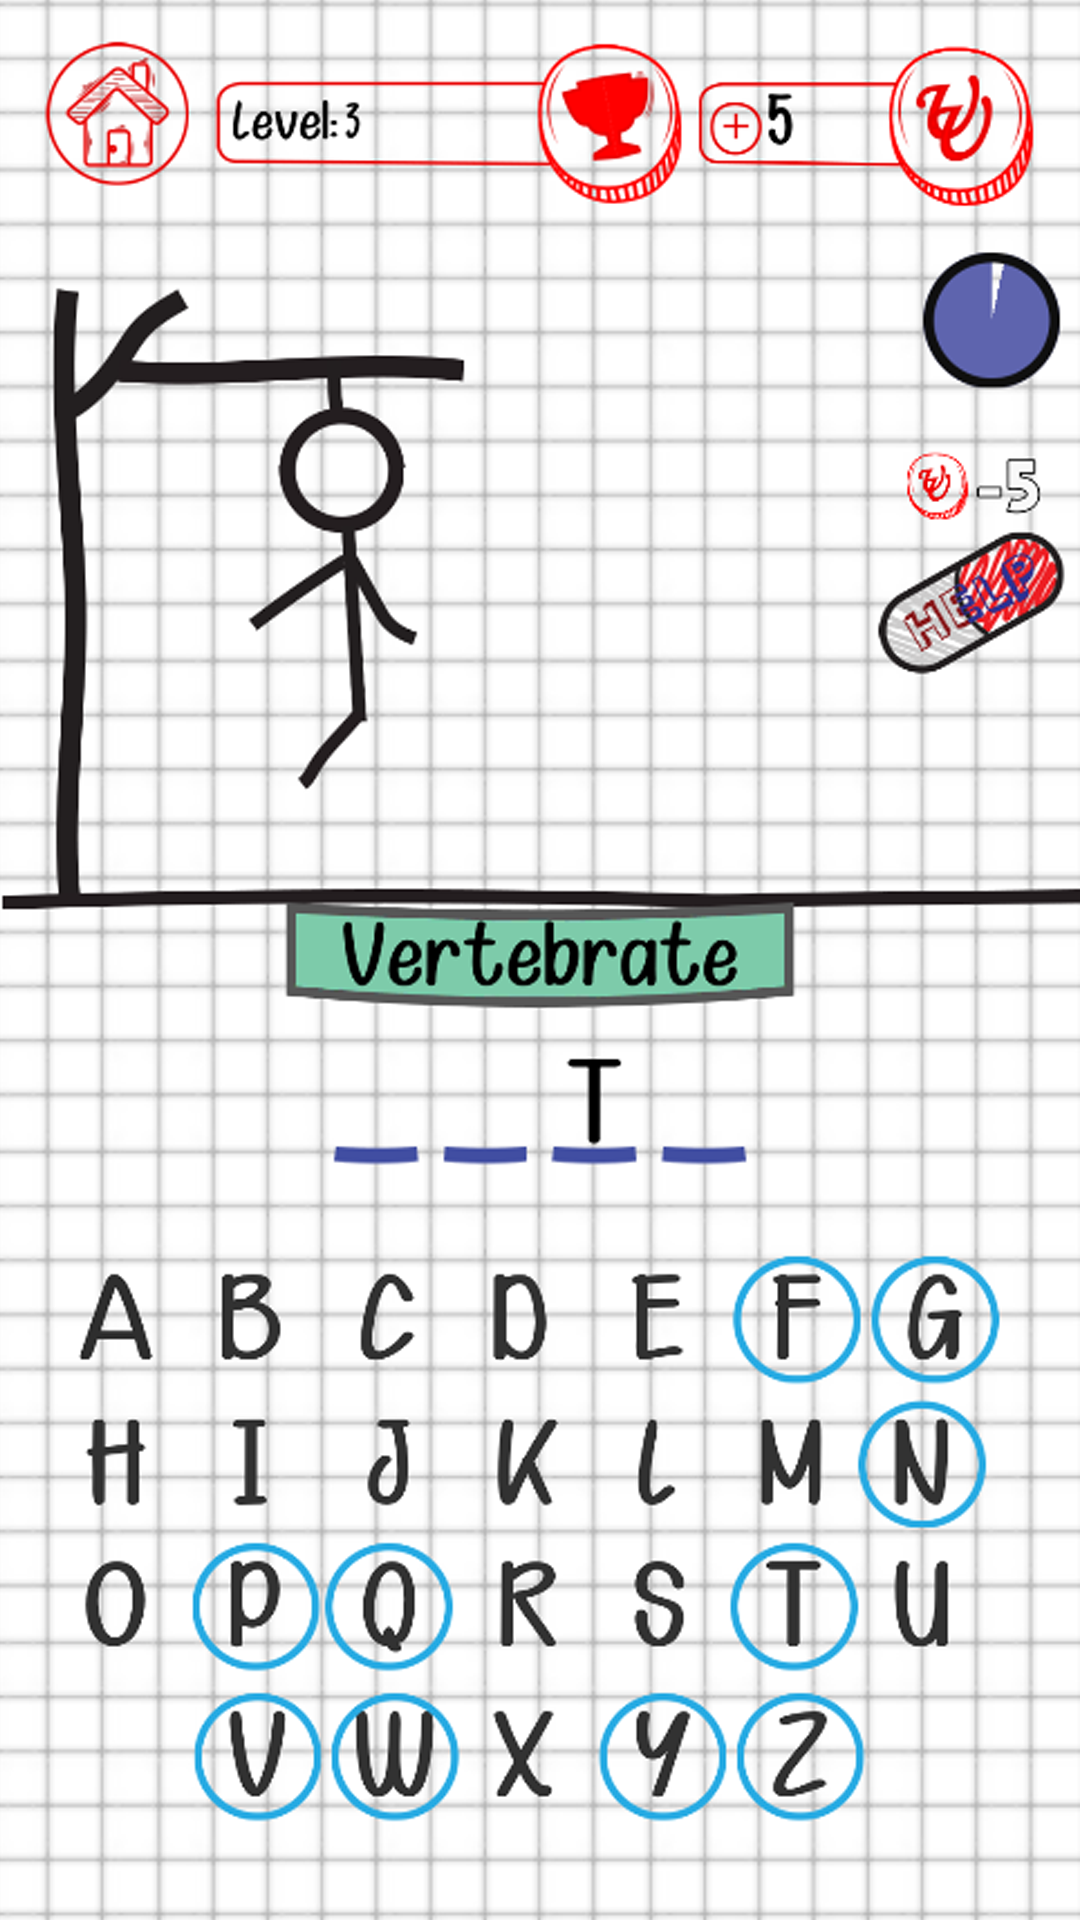 Level: 3
5
-5
HELP
Vertebrate
T
A B C D E F G
H I J K L M N
O P Q R S T U
V W X Y Z